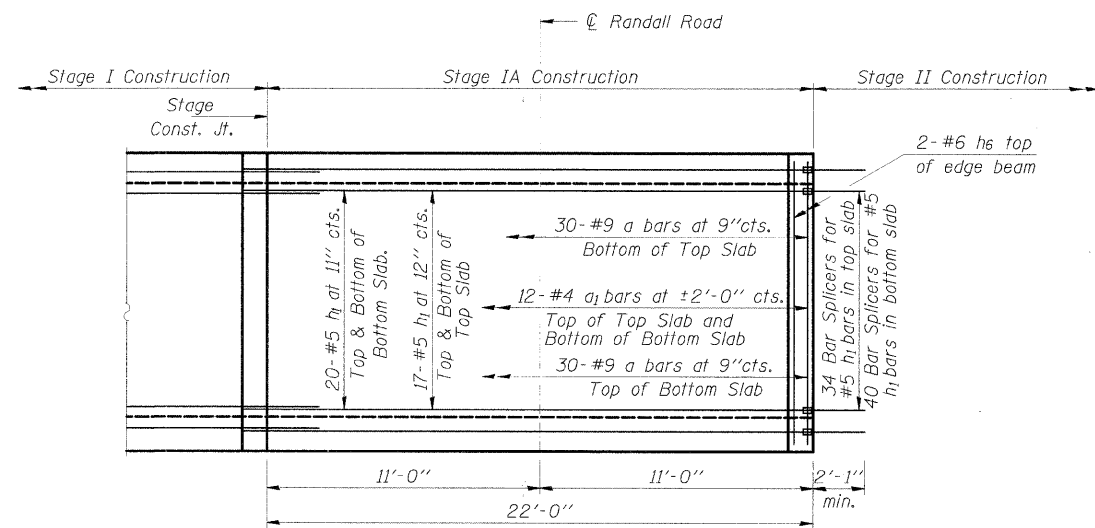 ℄ Randall Road
Stage I Construction
Stage IA Construction
Stage II Construction
Stage
Const. Jt.
2-#6 h6 top
of edge beam
20-#5 h1 at 11" cts.
Top & Bottom of
Bottom Slab.
17-#5 h1 at 12" cts.
Top & Bottom of
Top Slab
30-#9 a bars at 9"cts.
Bottom of Top Slab
12-#4 a1 bars at ±2'-0" cts.
Top of Top Slab and
Bottom of Bottom Slab
30-#9 a bars at 9"cts.
Top of Bottom Slab
34 Bar Splicers for
#5 h1 bars in top slab
40 Bar Splicers for #5
h1 bars in bottom slab
11'-0"
11'-0"
2'-1"
min.
22'-0"